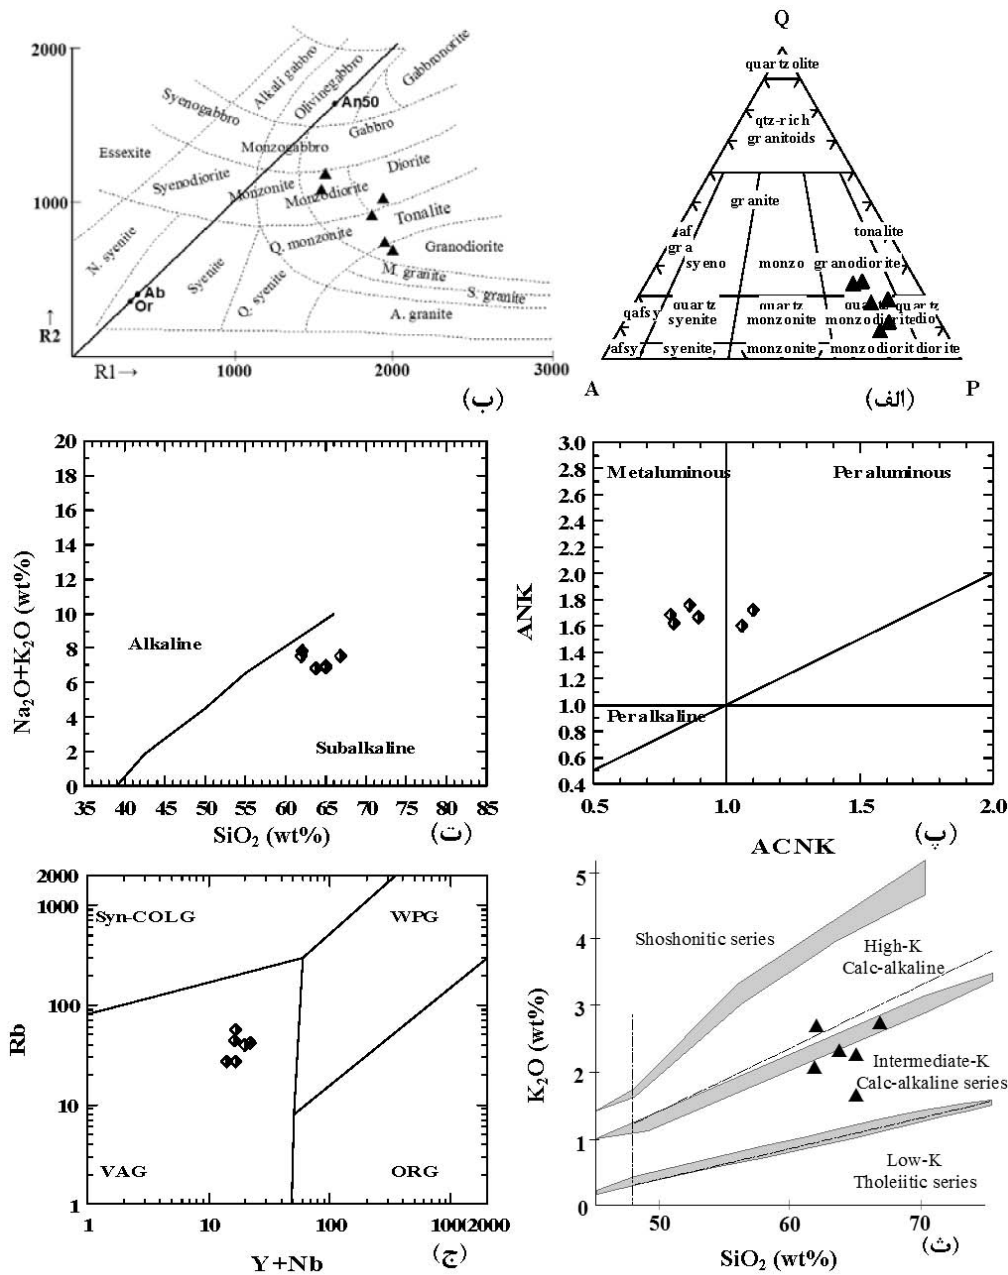 2000
1000
↑
R2
R1→
1000
2000
3000
Essexite
Syenogabbro
Alkali gabbro
Olivinegabbro
Gabbronorite
An50
Gabbro
Monzogabbro
Syenodiorite
Monzonite
Monzodiorite
Diorite
Tonalite
N. syenite
Syenite
Q. syenite
Q. monzonite
Granodiorite
M. granite
S. granite
A. granite
Ab
Or
(ب)
Q
quartzolite
qtz-rich
granitoids
granite
af
gra
syeno
monzo
granodiorite
tonalite
qafsy
quartz
syenite
quartz
monzonite
monzodiorite
quartz
dio
afsy
syenite
monzonite
monzodiorit
diorite
A
P
(الف)
Na₂O+K₂O (wt%)
20
18
16
14
12
10
8
6
4
2
0
Alkaline
Subalkaline
35 40 45 50 55 60 65 70 75 80 85
SiO₂ (wt%)
(ت)
ANK
3.0
2.8
2.6
2.4
2.2
2.0
1.8
1.6
1.4
1.2
1.0
0.8
0.6
0.4
Metaluminous
Peraluminous
Peralkaline
0.5 1.0 1.5 2.0
ACNK
(پ)
Rb
2000
1000
100
10
1
Syn-COLG
WPG
VAG
ORG
1 10 100 1000 2000
Y+Nb
(ج)
K₂O (wt%)
5
4
3
2
1
0
Shoshonitic series
High-K
Calc-alkaline
Intermediate-K
Calc-alkaline series
Low-K
Tholeiitic series
50 60 70
SiO₂ (wt%)
(ث)